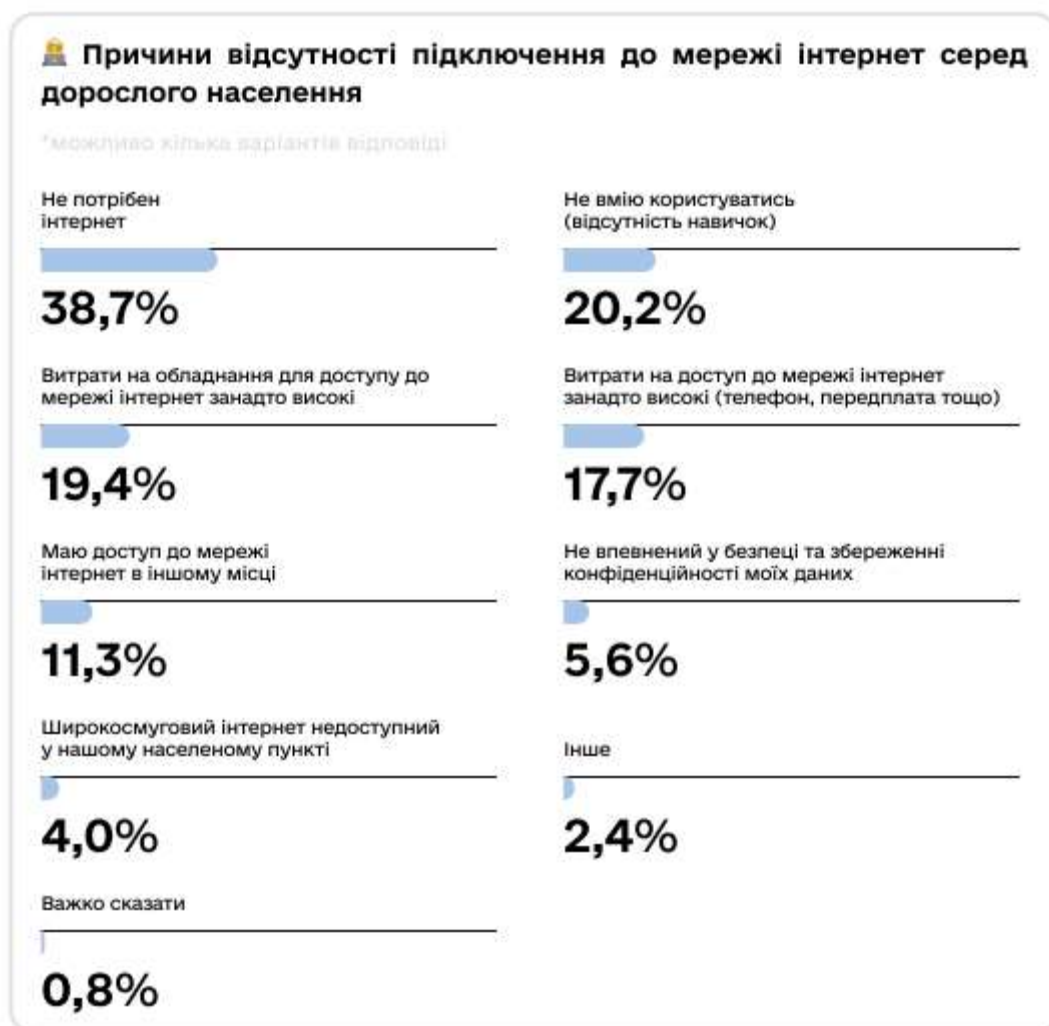 Причини відсутності підключення до мережі інтернет серед
дорослого населення
*можливо кілька варіантів відповіді
Не потрібен
інтернет
38,7%
Не вмію користуватись
(відсутність навичок)
20,2%
Витрати на обладнання для доступу до
мережі інтернет занадто високі
19,4%
Витрати на доступ до мережі інтернет
занадто високі (телефон, передплата тощо)
17,7%
Маю доступ до мережі
інтернет в іншому місці
11,3%
Не впевнений у безпеці та збереженні
конфіденційності моїх даних
5,6%
Широкосмуговий інтернет недоступний
у нашому населеному пункті
4,0%
Інше
2,4%
Важко сказати
0,8%